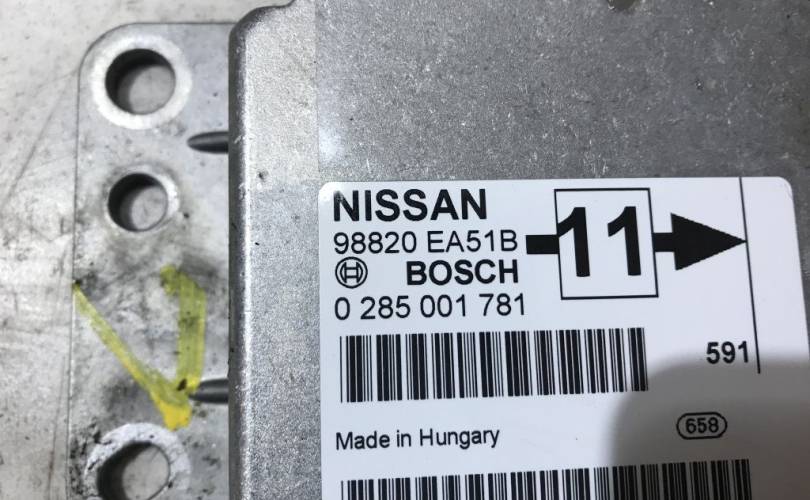 NISSAN
98820 EA51B
11
BOSCH
0 285 001 781
591
Made in Hungary
658